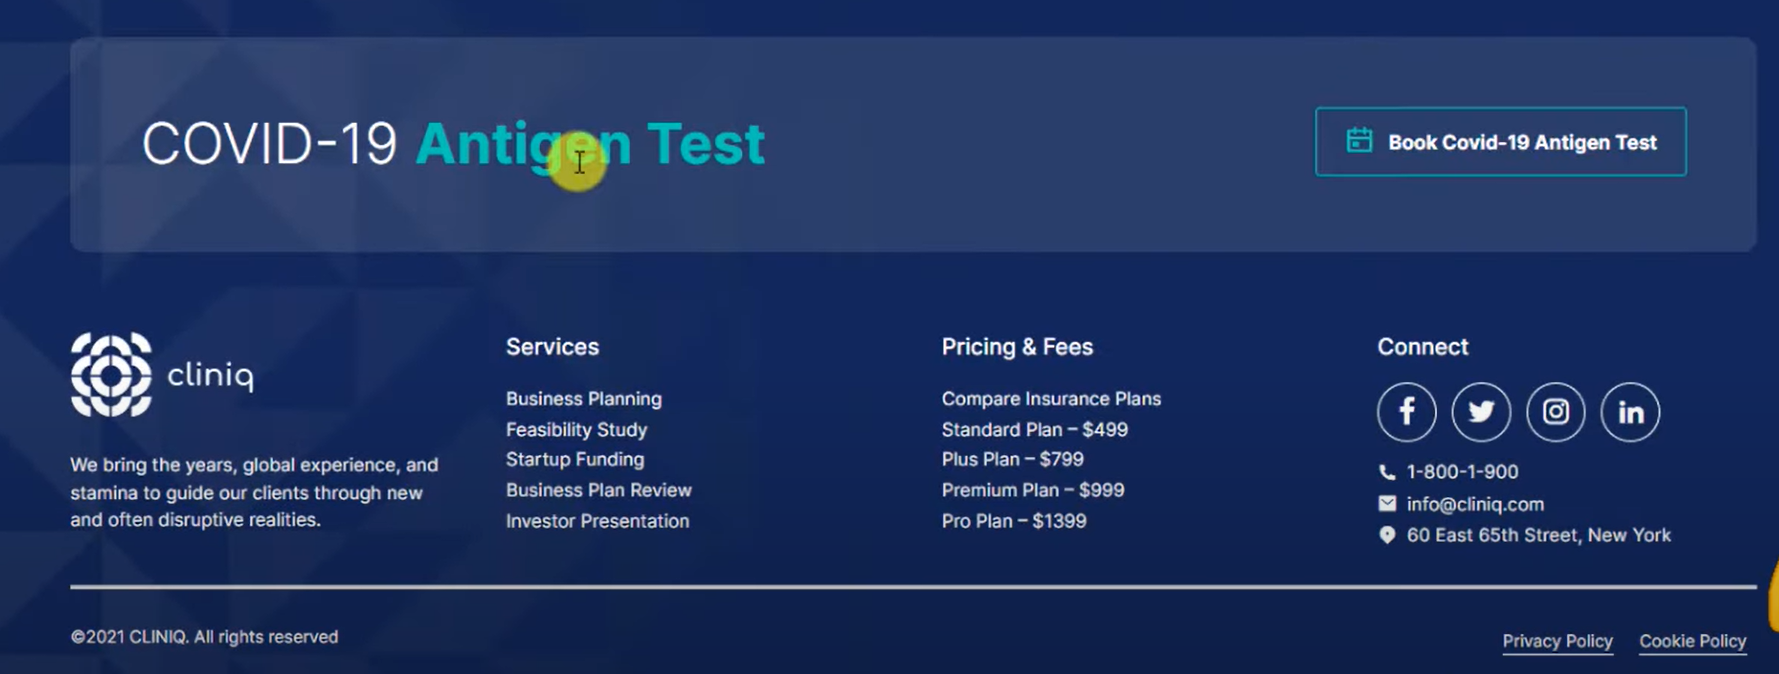 COVID-19 Antigen Test
Book Covid-19 Antigen Test
cliniq
We bring the years, global experience, and
stamina to guide our clients through new
and often disruptive realities.
Services
Business Planning
Feasibility Study
Startup Funding
Business Plan Review
Investor Presentation
Pricing & Fees
Compare Insurance Plans
Standard Plan – $499
Plus Plan – $799
Premium Plan – $999
Pro Plan – $1399
Connect
1-800-1-900
info@cliniq.com
60 East 65th Street, New York
©2021 CLINIQ. All rights reserved
Privacy Policy Cookie Policy